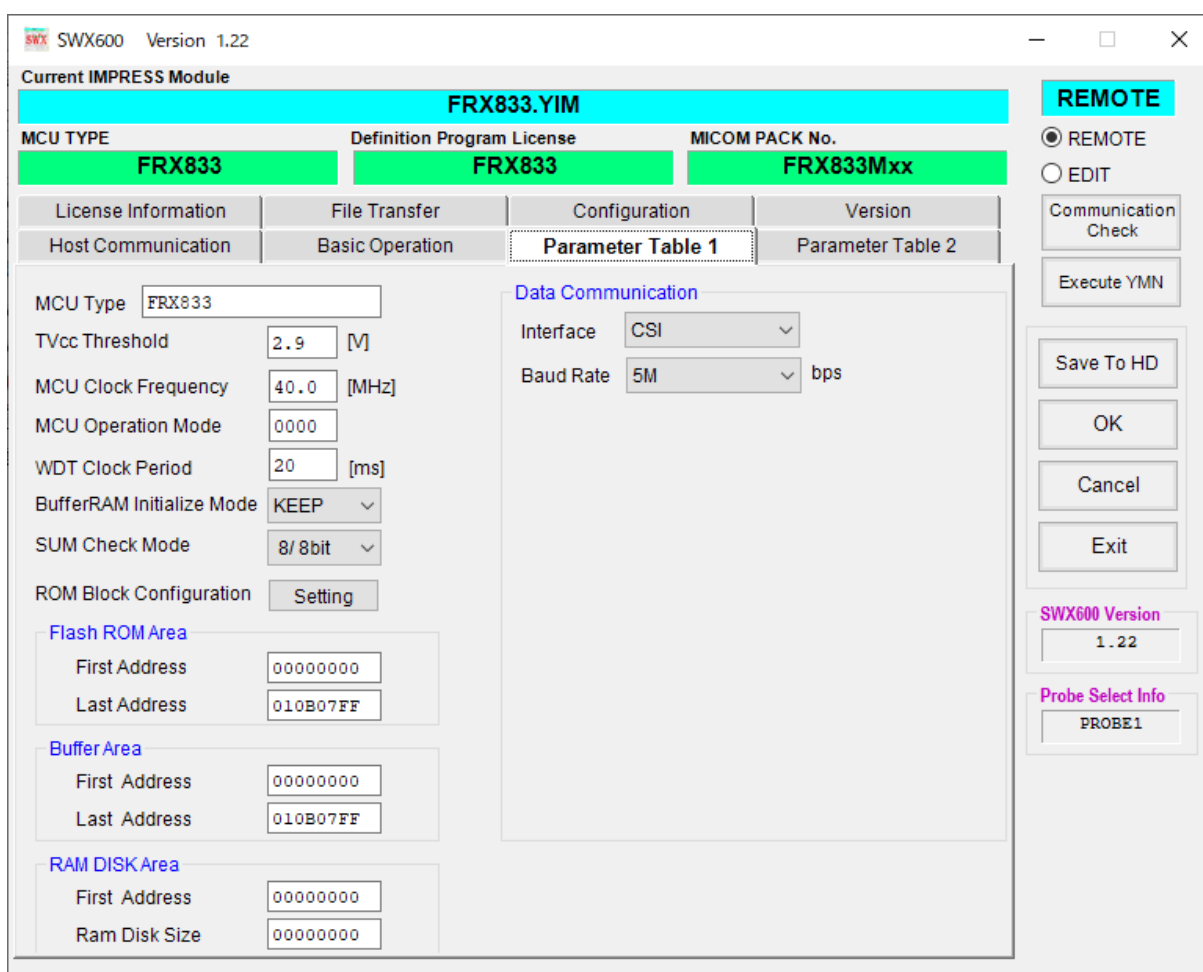 SWX SWX600 Version 1.22
Current IMPRESS Module
FRX833.YIM
MCU TYPE Definition Program License MICOM PACK No.
FRX833 FRX833 FRX833Mxx
License Information File Transfer Configuration Version
Host Communication Basic Operation Parameter Table 1 Parameter Table 2
MCU Type FRX833
TVcc Threshold 2.9 [V]
MCU Clock Frequency 40.0 [MHz]
MCU Operation Mode 0000
WDT Clock Period 20 [ms]
BufferRAM Initialize Mode KEEP
SUM Check Mode 8/ 8bit
ROM Block Configuration Setting
Flash ROM Area
First Address 00000000
Last Address 010B07FF
Buffer Area
First Address 00000000
Last Address 010B07FF
RAM DISK Area
First Address 00000000
Ram Disk Size 00000000
Data Communication
Interface CSI
Baud Rate 5M bps
REMOTE
REMOTE
EDIT
Communication
Check
Execute YMN
Save To HD
OK
Cancel
Exit
SWX600 Version
1.22
Probe Select Info
PROBE1